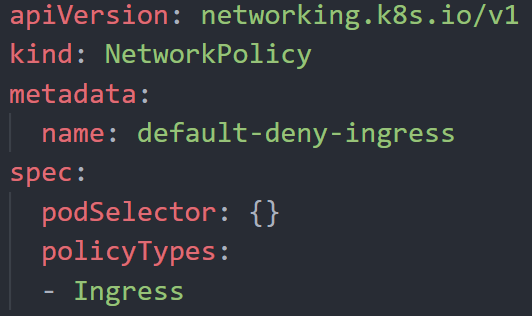 apiVersion: networking.k8s.io/v1
kind: NetworkPolicy
metadata:
  name: default-deny-ingress
spec:
  podSelector: {}
  policyTypes:
  - Ingress